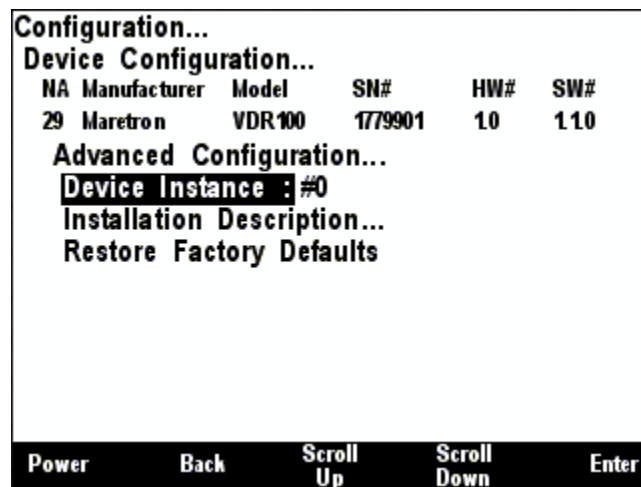 Configuration...
Device Configuration...
NA Manufacturer Model SN# HW# SW#
29 Maretron VDR100 1779901 1.0 1.1.0
Advanced Configuration...
Device Instance : #0
Installation Description...
Restore Factory Defaults
Power Back Scroll Up Scroll Down Enter